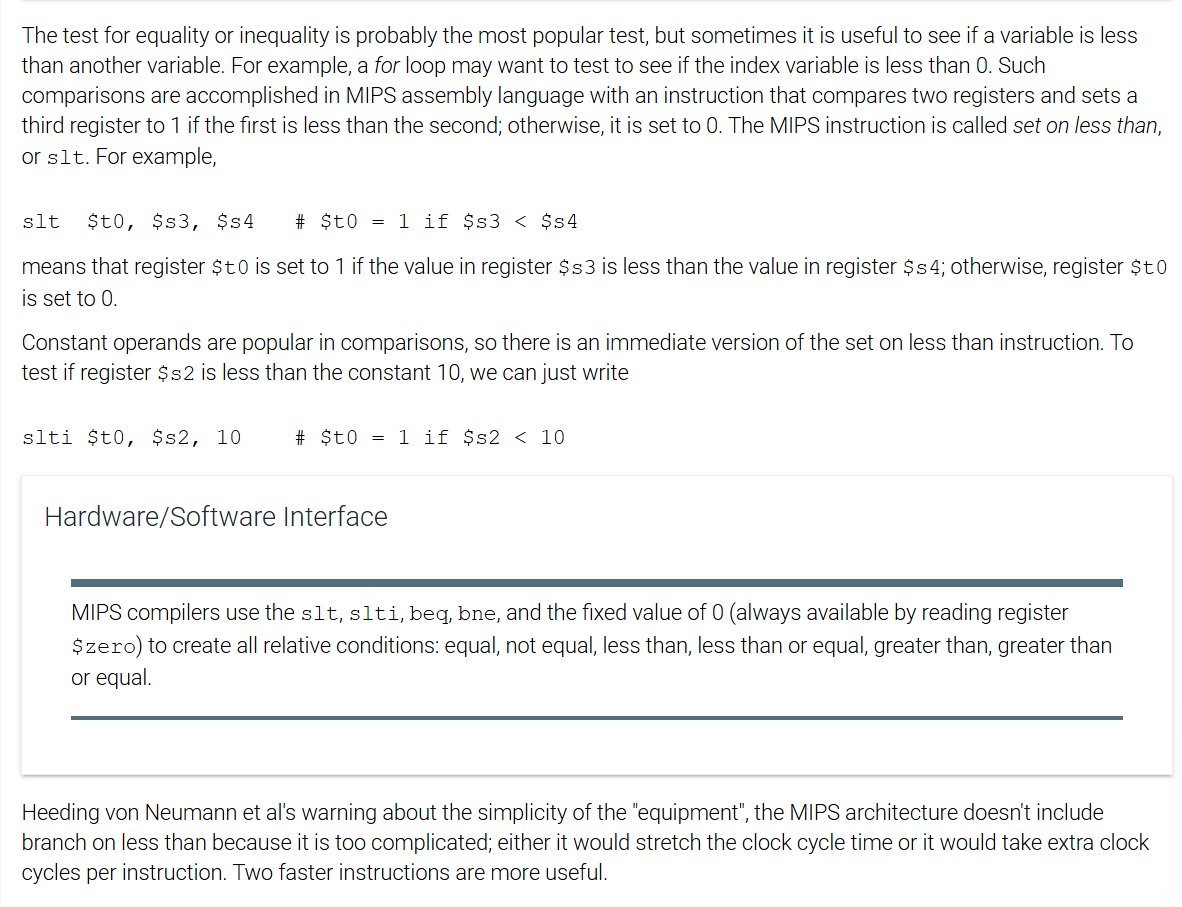 The test for equality or inequality is probably the most popular test, but sometimes it is useful to see if a variable is less
than another variable. For example, a for loop may want to test to see if the index variable is less than 0. Such
comparisons are accomplished in MIPS assembly language with an instruction that compares two registers and sets a
third register to 1 if the first is less than the second; otherwise, it is set to 0. The MIPS instruction is called set on less than,
or slt. For example,
slt  $t0, $s3, $s4   # $t0 = 1 if $s3 < $s4
means that register $t0 is set to 1 if the value in register $s3 is less than the value in register $s4; otherwise, register $t0
is set to 0.
Constant operands are popular in comparisons, so there is an immediate version of the set on less than instruction. To
test if register $s2 is less than the constant 10, we can just write
slti $t0, $s2, 10    # $t0 = 1 if $s2 < 10
Hardware/Software Interface
MIPS compilers use the slt, slti, beq, bne, and the fixed value of 0 (always available by reading register
$zero) to create all relative conditions: equal, not equal, less than, less than or equal, greater than, greater than
or equal.
Heeding von Neumann et al's warning about the simplicity of the "equipment", the MIPS architecture doesn't include
branch on less than because it is too complicated; either it would stretch the clock cycle time or it would take extra clock
cycles per instruction. Two faster instructions are more useful.